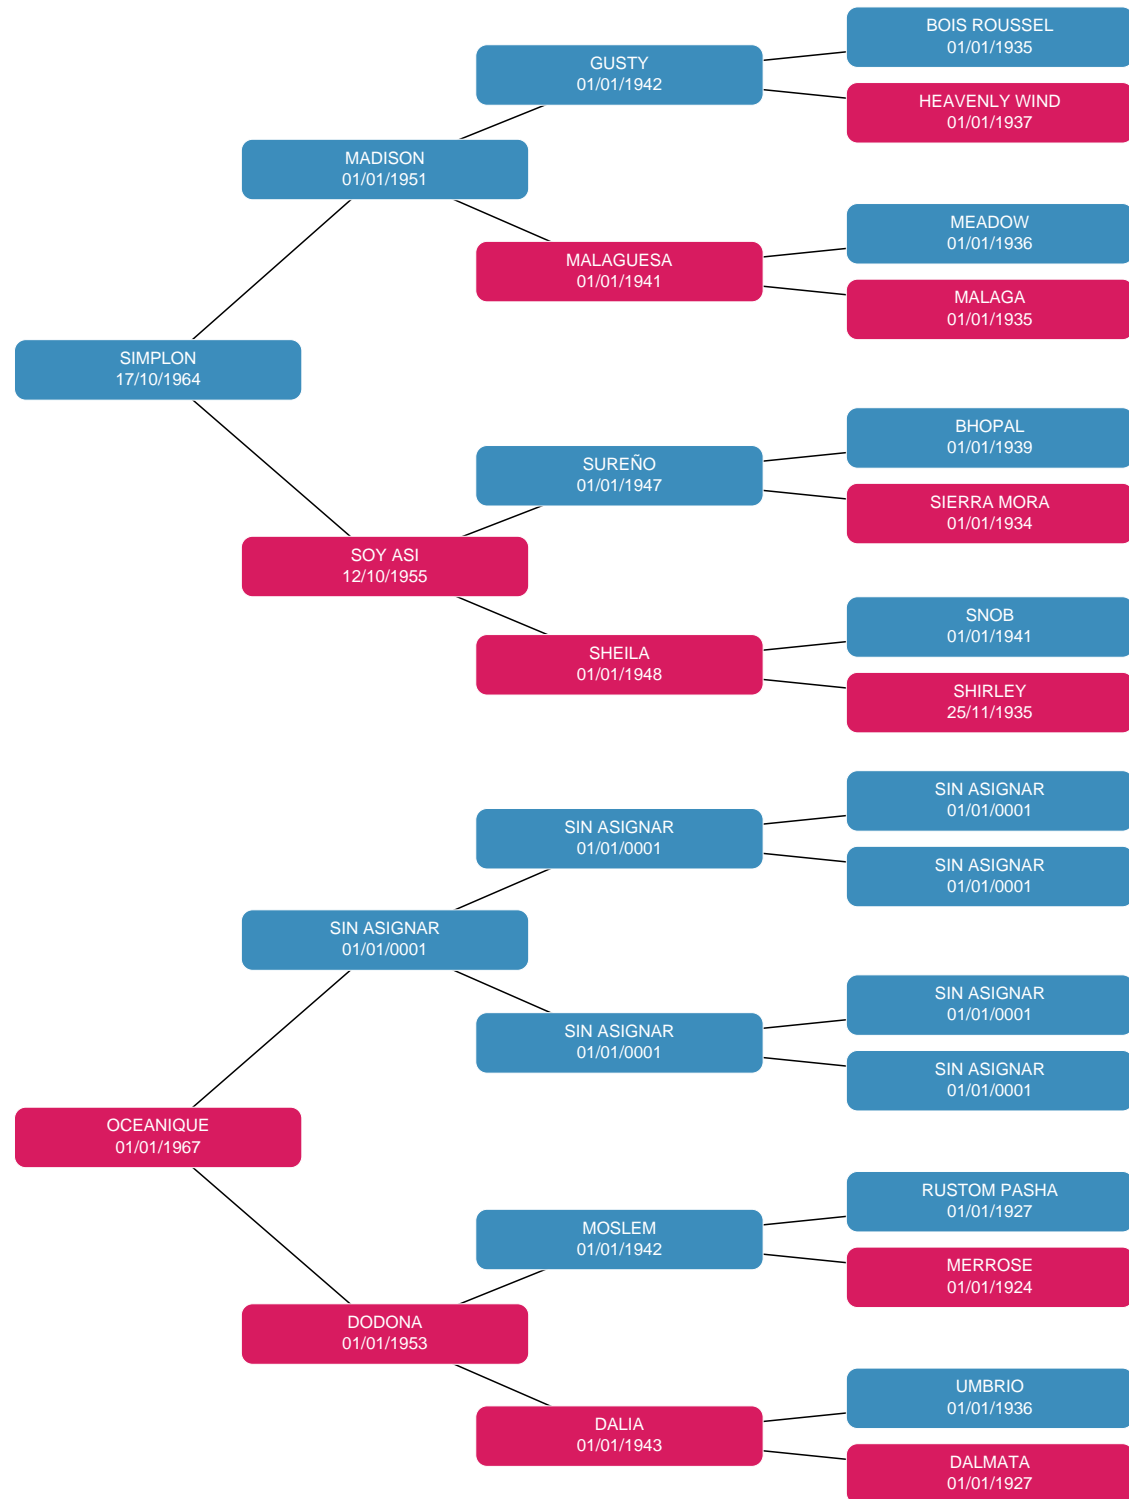 BOIS ROUSSEL
01/01/1935
GUSTY
01/01/1942
HEAVENLY WIND
01/01/1937
MADISON
01/01/1951
MEADOW
01/01/1936
MALAGUESA
01/01/1941
MALAGA
01/01/1935
SIMPLON
17/10/1964
BHOPAL
01/01/1939
SUREÑO
01/01/1947
SIERRA MORA
01/01/1934
SOY ASI
12/10/1955
SNOB
01/01/1941
SHEILA
01/01/1948
SHIRLEY
25/11/1935
SIN ASIGNAR
01/01/0001
SIN ASIGNAR
01/01/0001
SIN ASIGNAR
01/01/0001
SIN ASIGNAR
01/01/0001
SIN ASIGNAR
01/01/0001
SIN ASIGNAR
01/01/0001
SIN ASIGNAR
01/01/0001
OCEANIQUE
01/01/1967
RUSTOM PASHA
01/01/1927
MOSLEM
01/01/1942
MERROSE
01/01/1924
DODONA
01/01/1953
UMBRIO
01/01/1936
DALIA
01/01/1943
DALMATA
01/01/1927